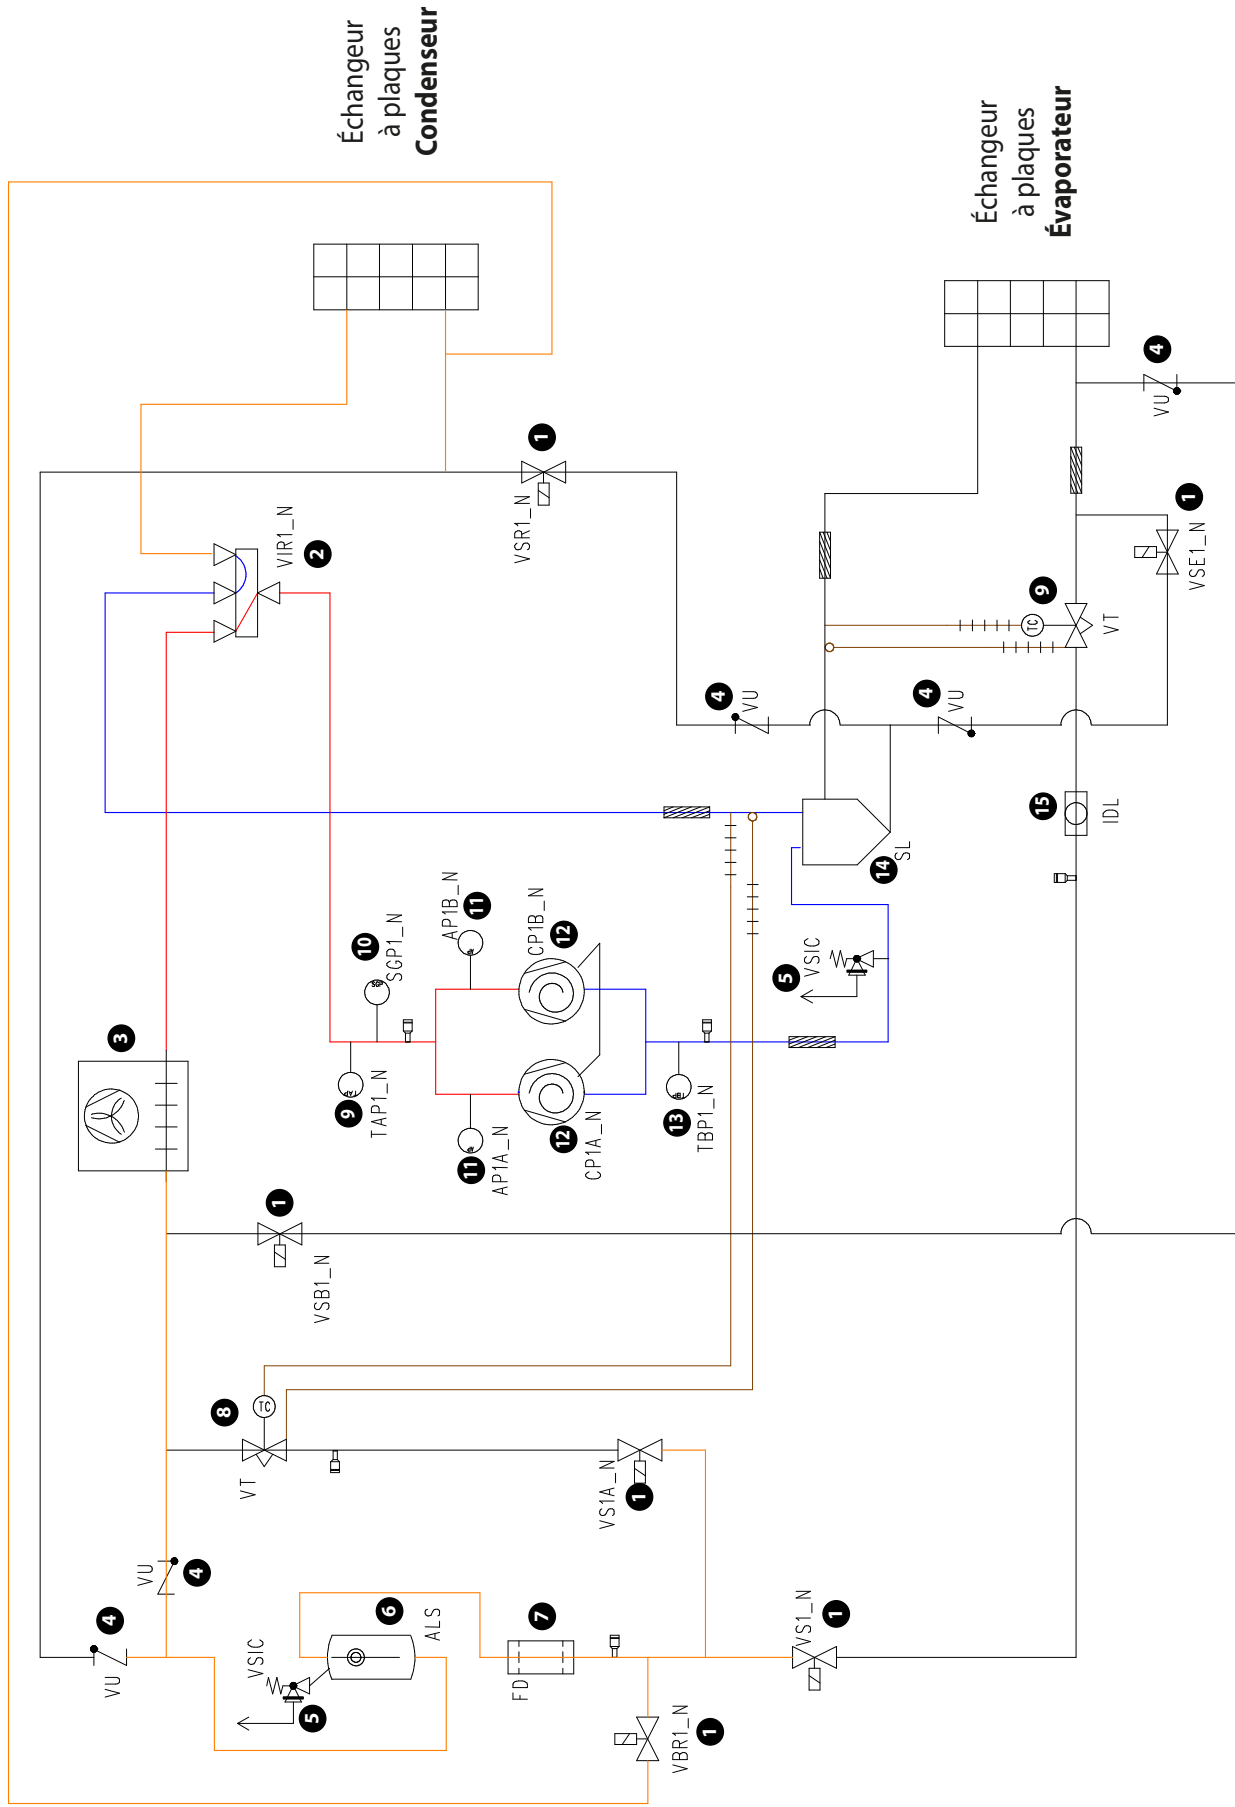 VU
4
3
VU
4
8
VT
TC
VSIC
5
1
VSB1_N
VIR1_N
2
Échangeur
à plaques
Condenseur
9
TAP1_N
10
SGP1_N
SGP
6
ALS
AP1B_N
11
11
AP1A_N
FD
7
VSR1_N
1
CP1B_N
12
12
CP1A_N
VS1A_N
1
13
TBP1_N
VBR1_N
1
4
VU
5
VSIC
VS1_N
1
14
SL
4
VU
Échangeur
à plaques
Évaporateur
15
IDL
9
TC
VT
4
VU
1
VSE1_N